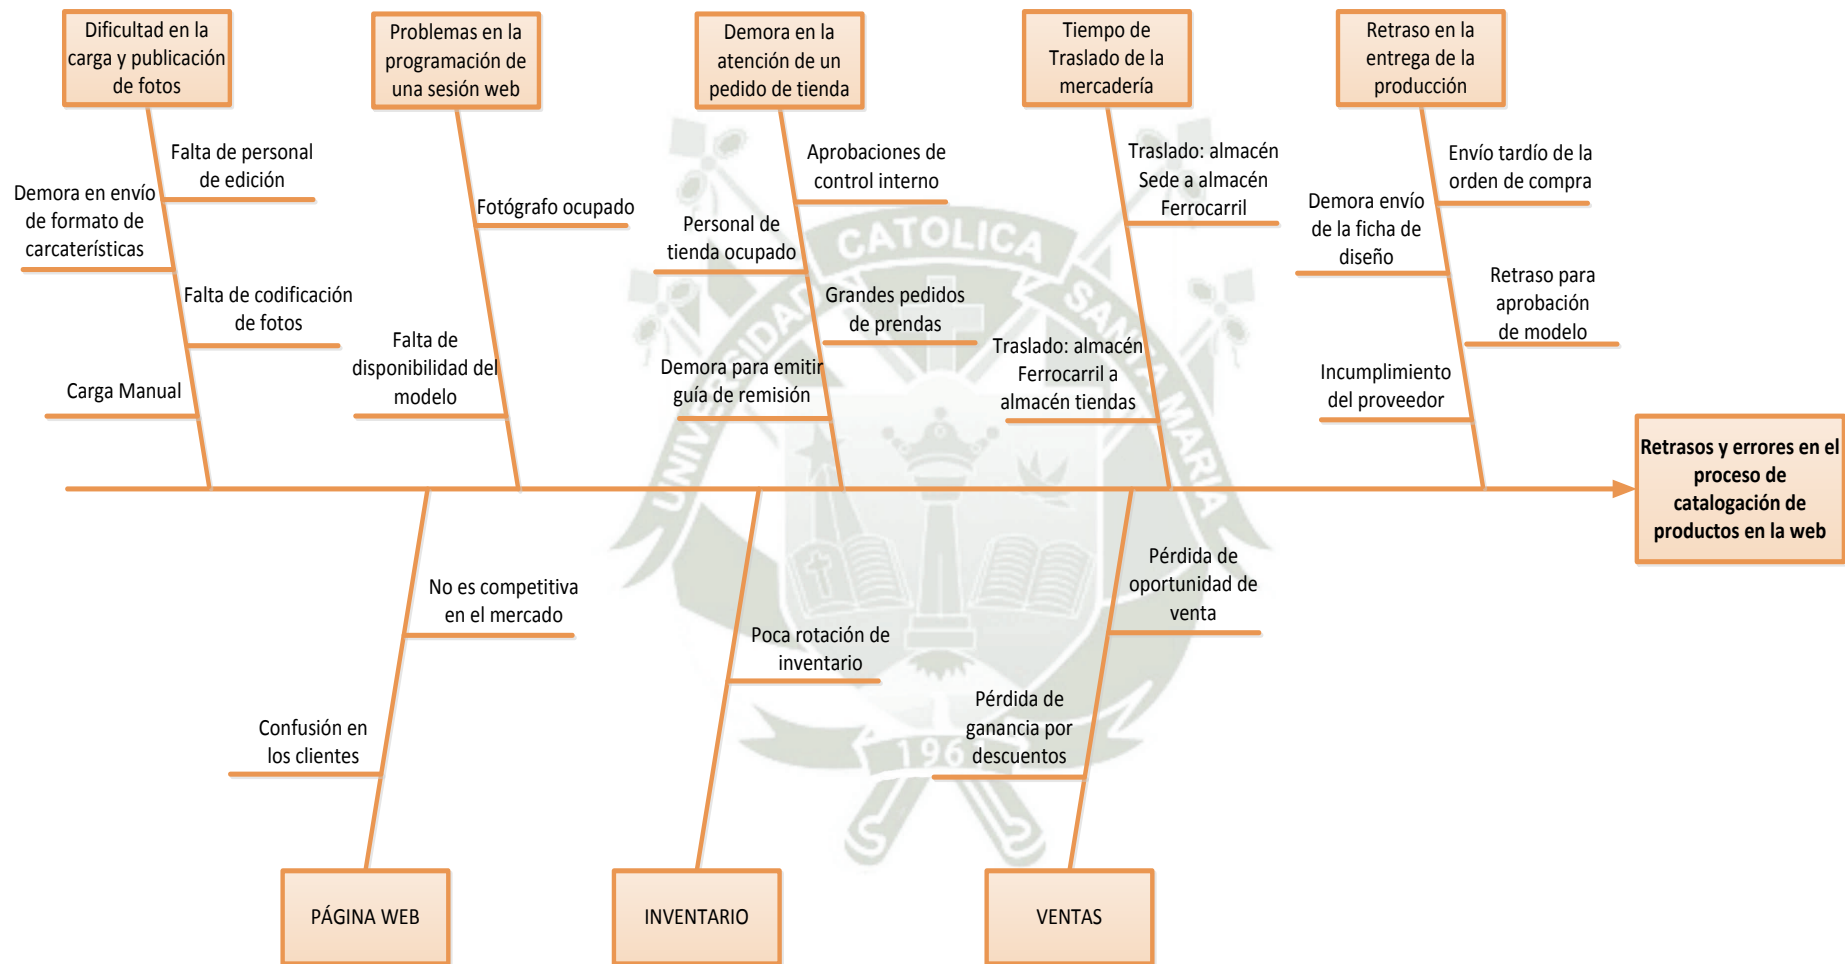 Dificultad en la
carga y publicación
de fotos
Problemas en la
programación de
una sesión web
Demora en la
atención de un
pedido de tienda
Tiempo de
Traslado de la
mercadería
Retraso en la
entrega de la
producción
Falta de personal
de edición
Demora en envío
de formato de
carcaterísticas
Falta de codificación
de fotos
Carga Manual
Fotógrafo ocupado
Falta de
disponibilidad del
modelo
Aprobaciones de
control interno
Personal de
tienda ocupado
Grandes pedidos
de prendas
Demora para emitir
guía de remisión
Traslado: almacén
Sede a almacén
Ferrocarril
Traslado: almacén
Ferrocarril a
almacén tiendas
Envío tardío de la
orden de compra
Demora envío
de la ficha de
diseño
Retraso para
aprobación
de modelo
Incumplimiento
del proveedor
Retrasos y errores en el
proceso de
catalogación de
productos en la web
No es competitiva
en el mercado
Confusión en
los clientes
Poca rotación de
inventario
Pérdida de
oportunidad de
venta
Pérdida de
ganancia por
descuentos
PÁGINA WEB
INVENTARIO
VENTAS
UNIVERSIDAD CATOLICA SANTA MARIA
1961